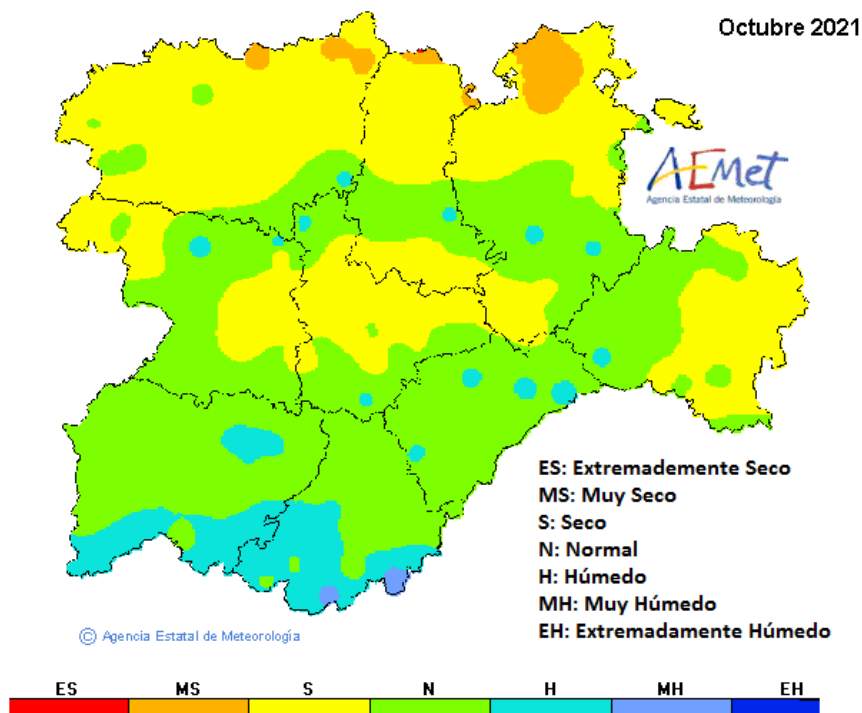 Octubre 2021
AEMet
Agencia Estatal de Meteorología
ES: Extremademente Seco
MS: Muy Seco
S: Seco
N: Normal
H: Húmedo
MH: Muy Húmedo
EH: Extremadamente Húmedo
© Agencia Estatal de Meteorología
ES MS S N H MH EH